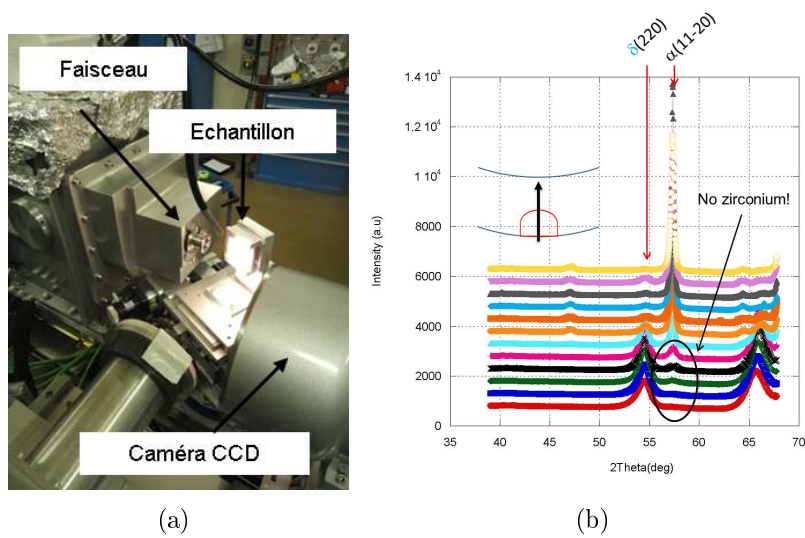 Faisceau
Echantillon
Caméra CCD
(a)
δ(220)
α(11-20)
1.4 10⁴
1.2 10⁴
1 10⁴
8000
6000
4000
2000
0
Intensity (a.u)
No zirconium!
35 40 45 50 55 60 65 70
2Theta(deg)
(b)